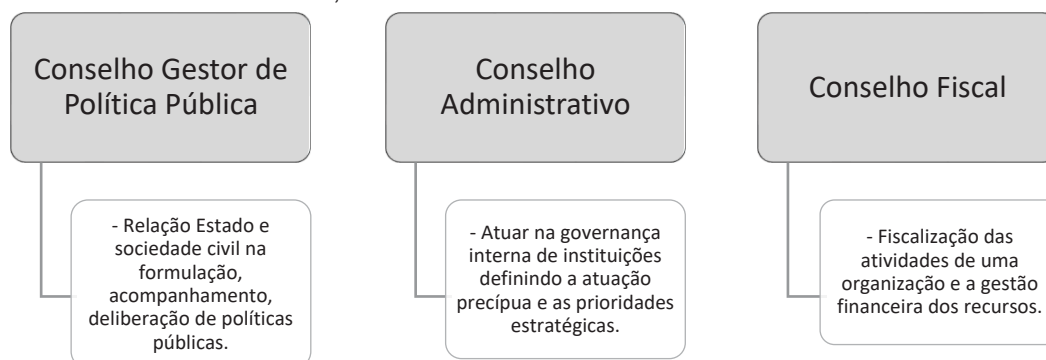 Conselho Gestor de
Política Pública
Conselho
Administrativo
Conselho Fiscal
- Relação Estado e
sociedade civil na
formulação,
acompanhamento,
deliberação de políticas
públicas.
- Atuar na governança
interna de instituições
definindo a atuação
precípua e as prioridades
estratégicas.
- Fiscalização das
atividades de uma
organização e a gestão
financeira dos recursos.